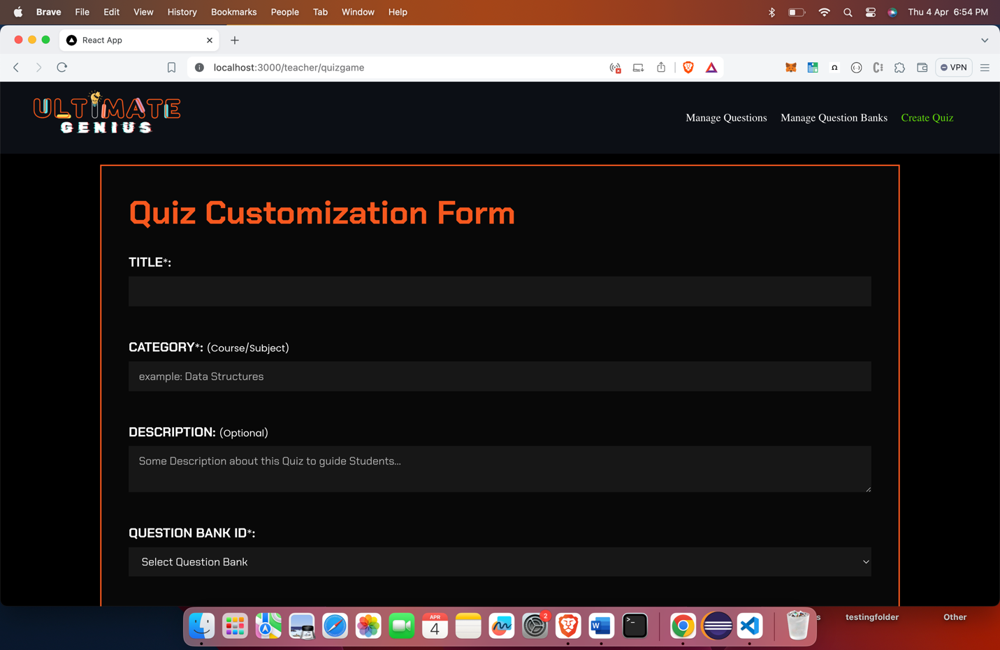 Brave File Edit View History Bookmarks People Tab Window Help Thu 4 Apr 6:54 PM
React App
localhost:3000/teacher/quizgame VPN
ULTIMATE
GENIUS
Manage Questions Manage Question Banks Create Quiz
Quiz Customization Form
TITLE*:
CATEGORY*: (Course/Subject)
example: Data Structures
DESCRIPTION: (Optional)
Some Description about this Quiz to guide Students...
QUESTION BANK ID*:
Select Question Bank
APR
4
2
W
>_
s testingfolder Other